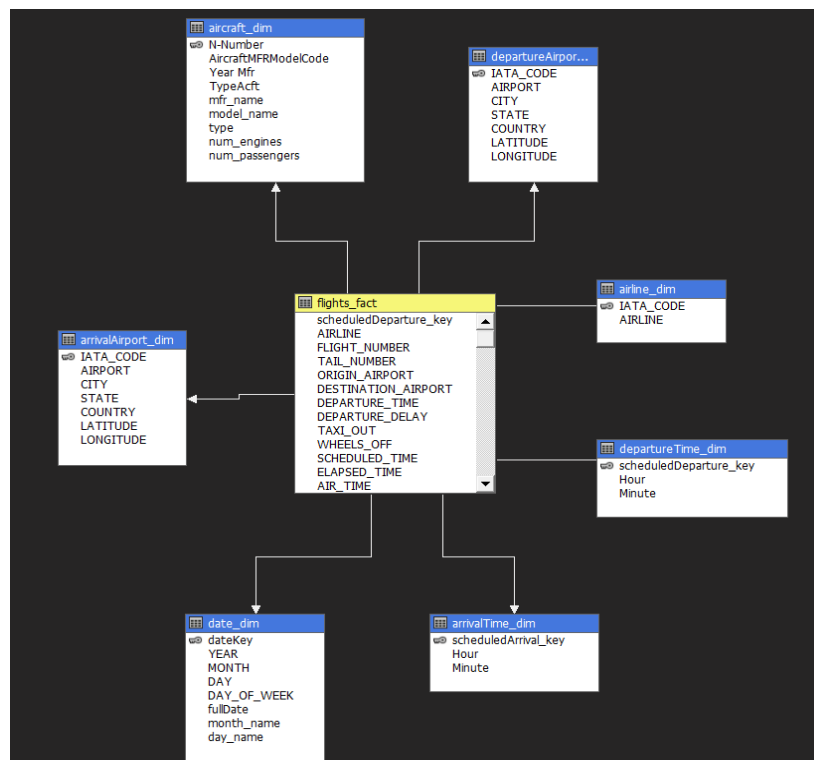 aircraft_dim
N-Number
AircraftMFRModelCode
Year Mfr
TypeAcft
mfr_name
model_name
type
num_engines
num_passengers
departureAirpor...
IATA_CODE
AIRPORT
CITY
STATE
COUNTRY
LATITUDE
LONGITUDE
airline_dim
IATA_CODE
AIRLINE
flights_fact
scheduledDeparture_key
AIRLINE
FLIGHT_NUMBER
TAIL_NUMBER
ORIGIN_AIRPORT
DESTINATION_AIRPORT
DEPARTURE_TIME
DEPARTURE_DELAY
TAXI_OUT
WHEELS_OFF
SCHEDULED_TIME
ELAPSED_TIME
AIR_TIME
arrivalAirport_dim
IATA_CODE
AIRPORT
CITY
STATE
COUNTRY
LATITUDE
LONGITUDE
departureTime_dim
scheduledDeparture_key
Hour
Minute
date_dim
dateKey
YEAR
MONTH
DAY
DAY_OF_WEEK
fullDate
month_name
day_name
arrivalTime_dim
scheduledArrival_key
Hour
Minute